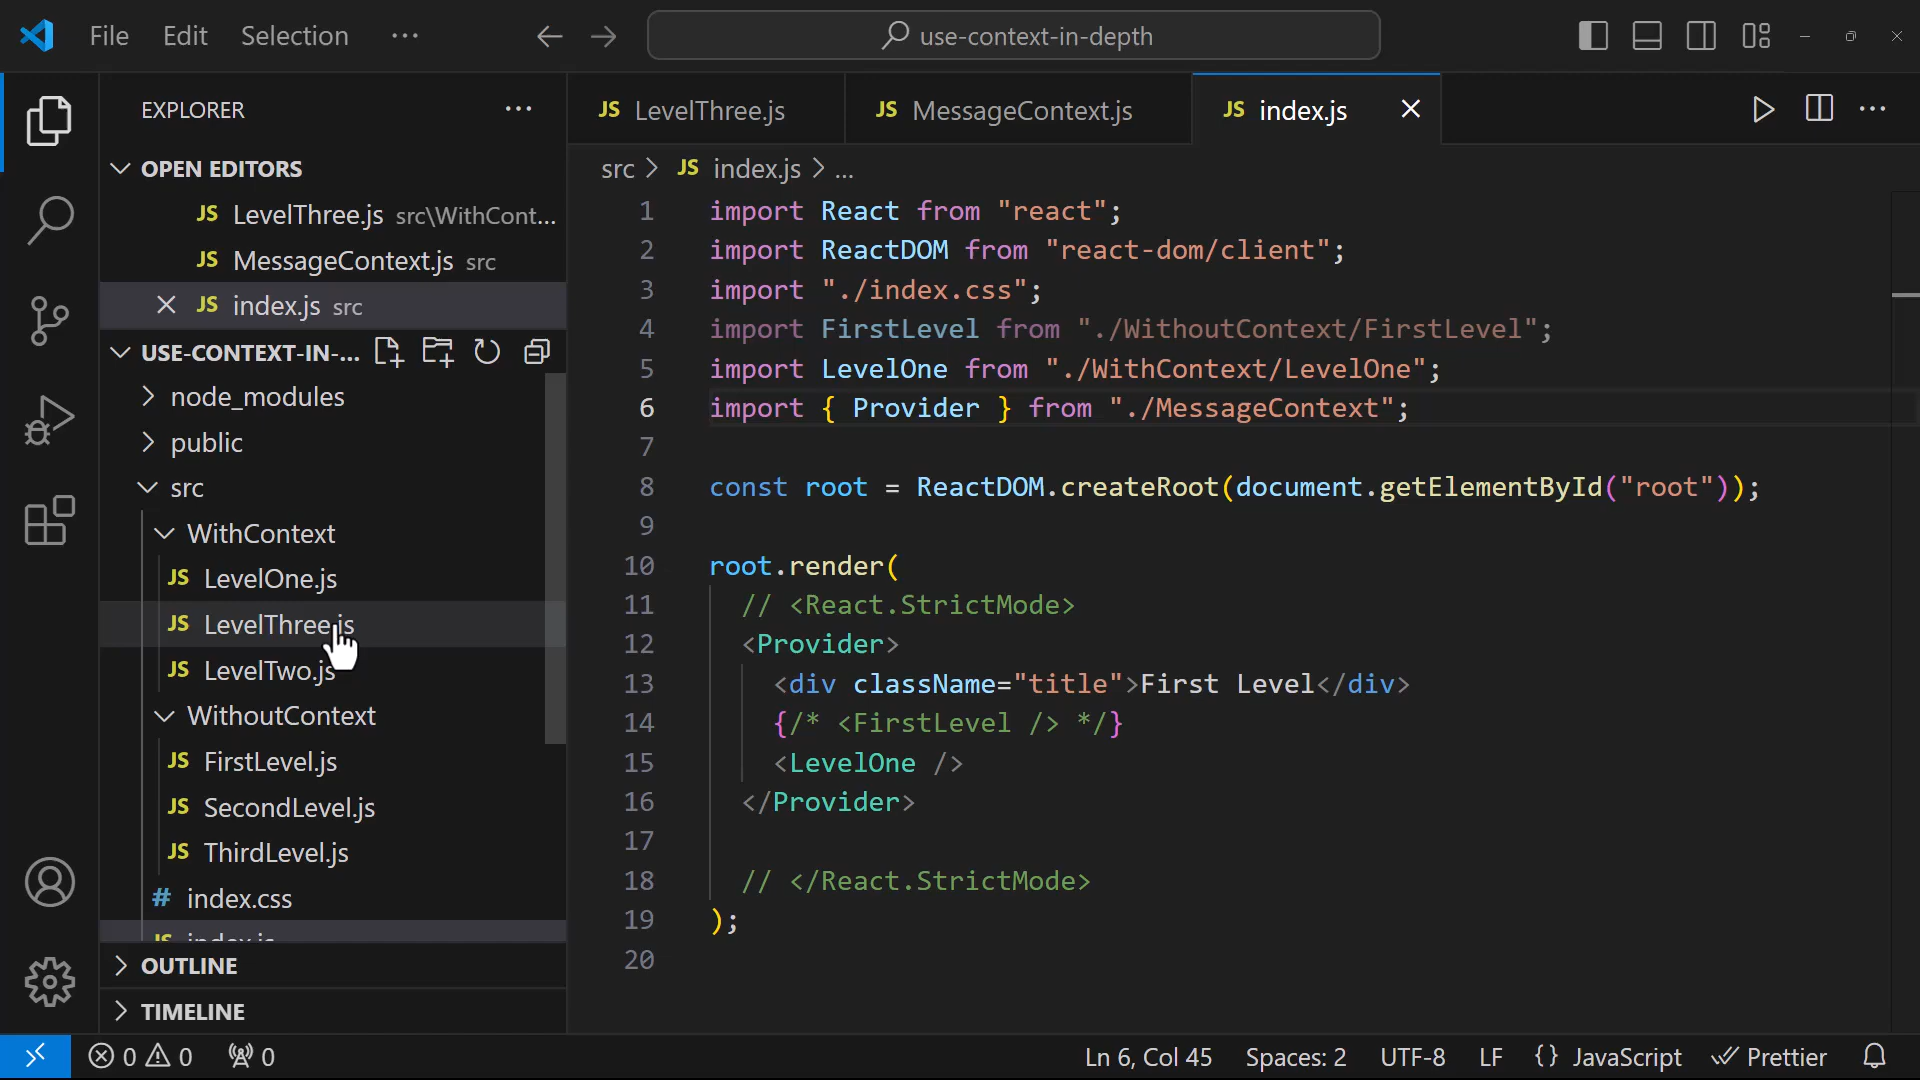 File Edit Selection ··· use-context-in-depth
EXPLORER ···
OPEN EDITORS
JS LevelThree.js src\WithCont...
JS MessageContext.js src
JS index.js src
USE-CONTEXT-IN-...
node_modules
public
src
WithContext
JS LevelOne.js
JS LevelThree.js
JS LevelTwo.js
WithoutContext
JS FirstLevel.js
JS SecondLevel.js
JS ThirdLevel.js
# index.css
JS index.js
OUTLINE
TIMELINE
JS LevelThree.js JS MessageContext.js JS index.js
src > JS index.js > ...
1 import React from "react";
2 import ReactDOM from "react-dom/client";
3 import "./index.css";
4 import FirstLevel from "./WithoutContext/FirstLevel";
5 import LevelOne from "./WithContext/LevelOne";
6 import { Provider } from "./MessageContext";
7
8 const root = ReactDOM.createRoot(document.getElementById("root"));
9
10 root.render(
11 // <React.StrictMode>
12 <Provider>
13 <div className="title">First Level</div>
14 {/* <FirstLevel /> */}
15 <LevelOne />
16 </Provider>
17
18 // </React.StrictMode>
19 );
20
0 0 0 Ln 6, Col 45 Spaces: 2 UTF-8 LF {} JavaScript Prettier